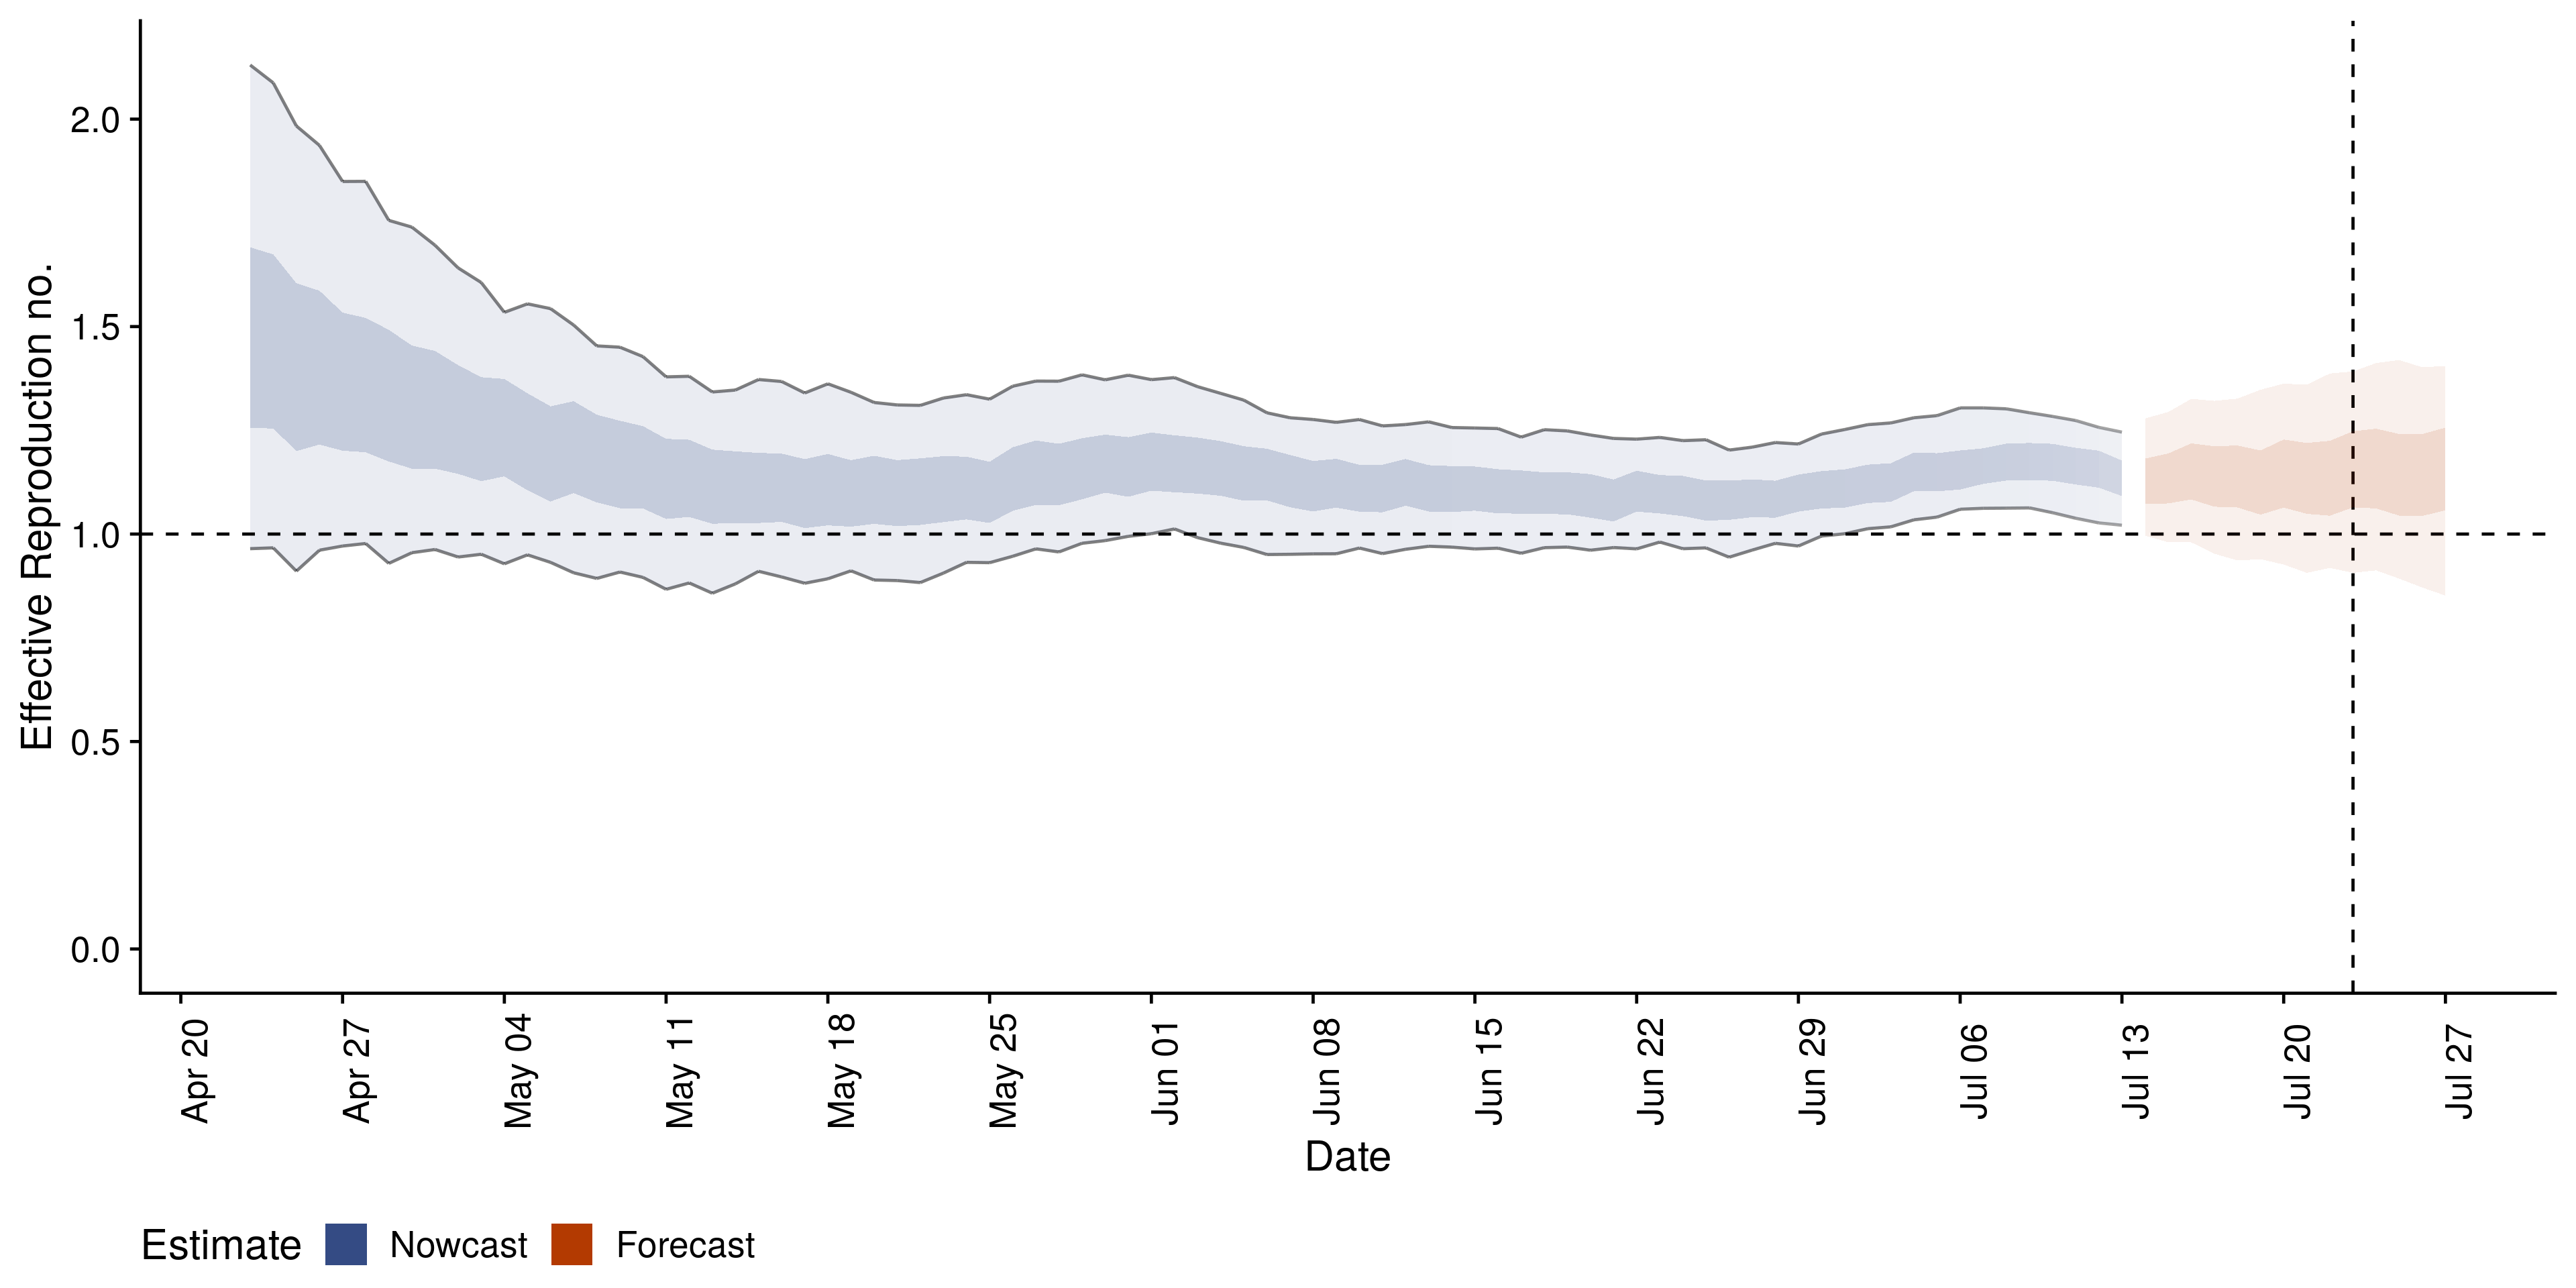 Effective Reproduction no.
2.0
1.5
1.0
0.5
0.0
Apr 20
Apr 27
May 04
May 11
May 18
May 25
Jun 01
Jun 08
Jun 15
Jun 22
Jun 29
Jul 06
Jul 13
Jul 20
Jul 27
Date
Estimate Nowcast Forecast